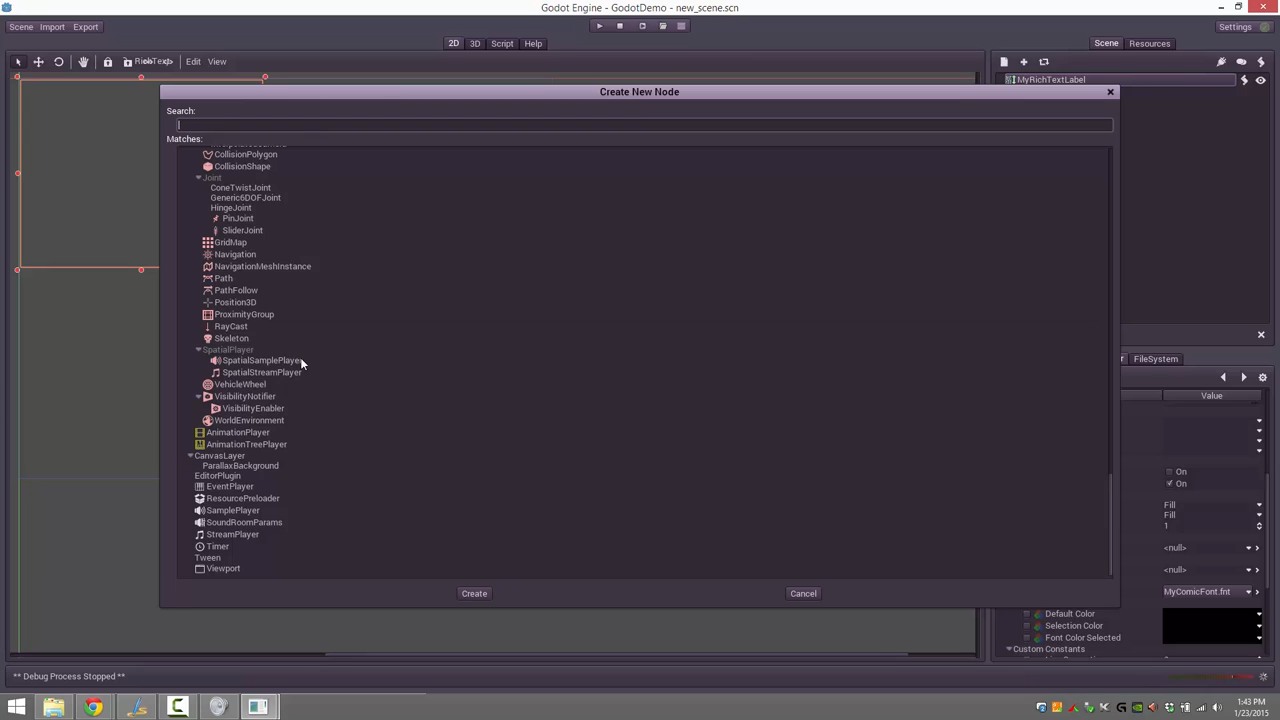 Godot Engine - GodotDemo - new_scene.scn
Scene Import Export
Settings
2D 3D Script Help
Scene Resources
Edit View
MyRichTextLabel
Create New Node
Search:
Matches:
CollisionPolygon
CollisionShape
Joint
ConeTwistJoint
Generic6DOFJoint
HingeJoint
PinJoint
SliderJoint
GridMap
Navigation
NavigationMeshInstance
Path
PathFollow
Position3D
ProximityGroup
RayCast
Skeleton
SpatialPlayer
SpatialSamplePlayer
SpatialStreamPlayer
VehicleWheel
VisibilityNotifier
VisibilityEnabler
WorldEnvironment
AnimationPlayer
AnimationTreePlayer
CanvasLayer
ParallaxBackground
EditorPlugin
EventPlayer
ResourcePreloader
SamplePlayer
SoundRoomParams
StreamPlayer
Timer
Tween
Viewport
Create Cancel
FileSystem
Value
On
On
Fill
Fill
1
<null>
<null>
MyComicFont.fnt
Default Color
Selection Color
Font Color Selected
Custom Constants
** Debug Process Stopped **
1:43 PM
1/23/2015